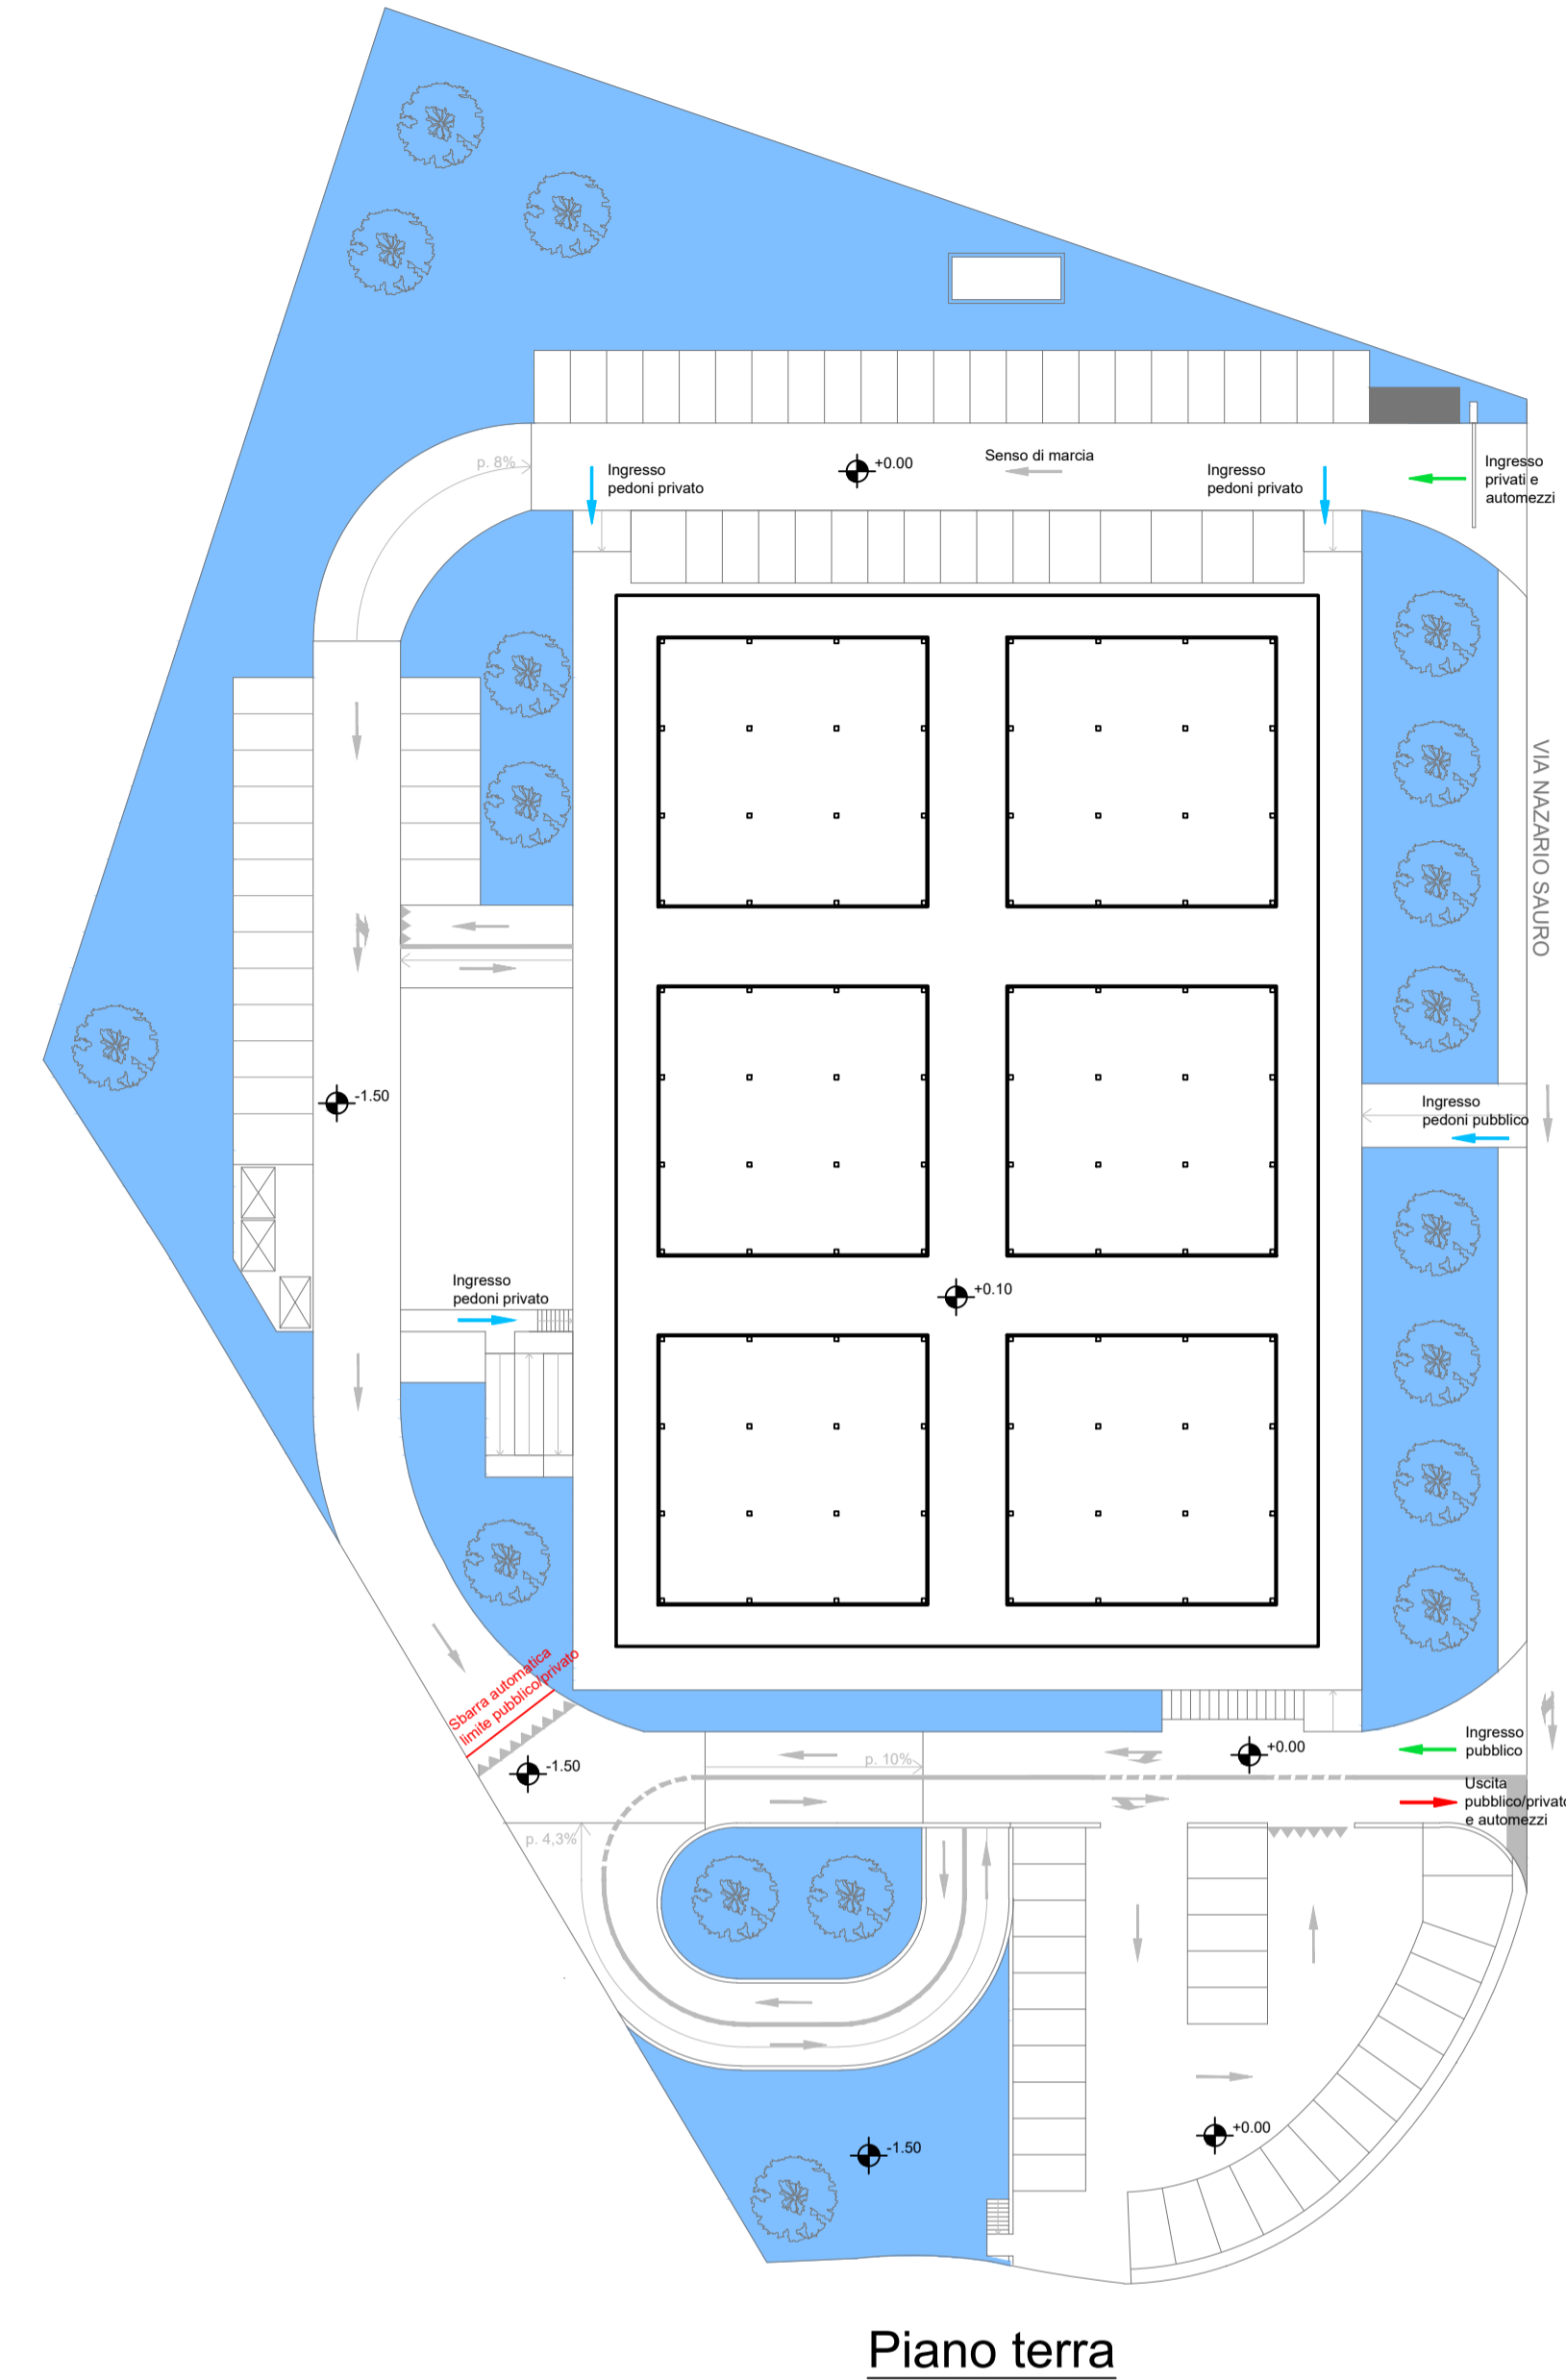 p. 8%
Ingresso
pedoni privato
+0.00
Senso di marcia
Ingresso
pedoni privato
Ingresso
privati e
automezzi
VIA NAZARIO SAURO
-1.50
Ingresso
pedoni pubblico
Ingresso
pedoni privato
+0.10
Sbarra automatica
limite pubblico/privato
-1.50
p. 10%
+0.00
Ingresso
pubblico
Uscita
pubblico/privato
e automezzi
p. 4,3%
+0.00
-1.50
Piano terra